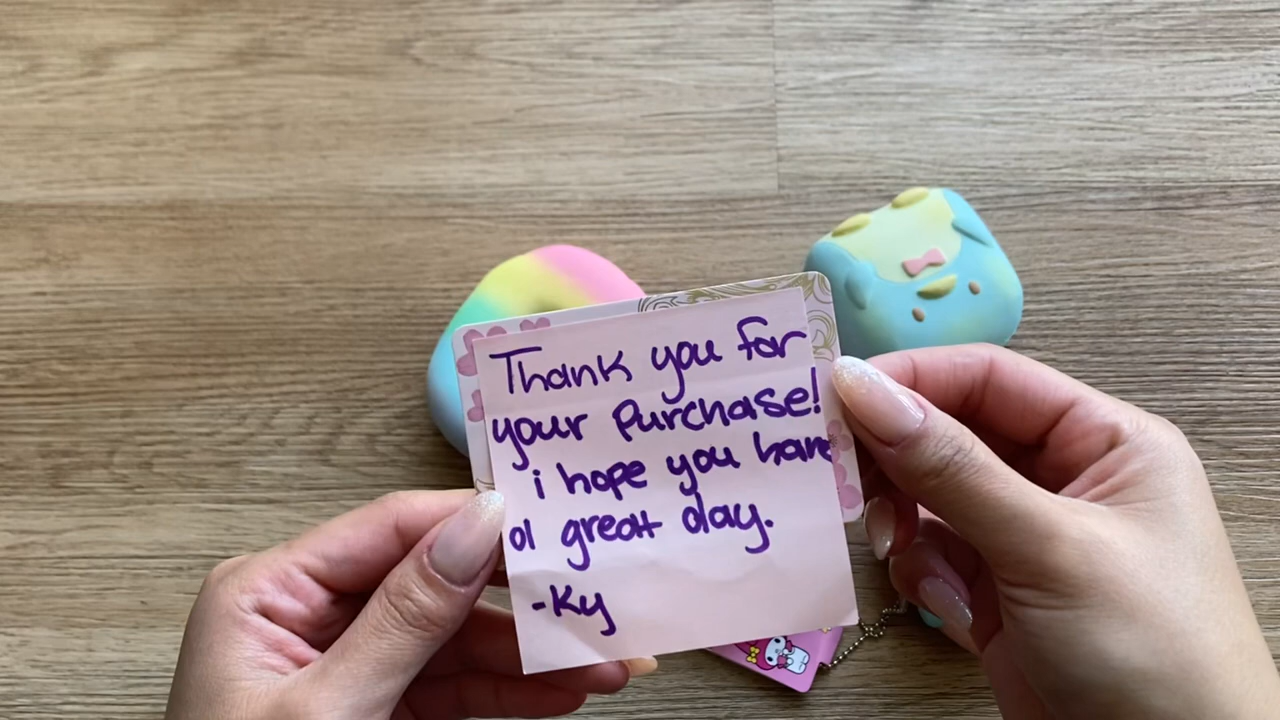 Thank you for
your Purchase!
i hope you have
a great day.
-Ky